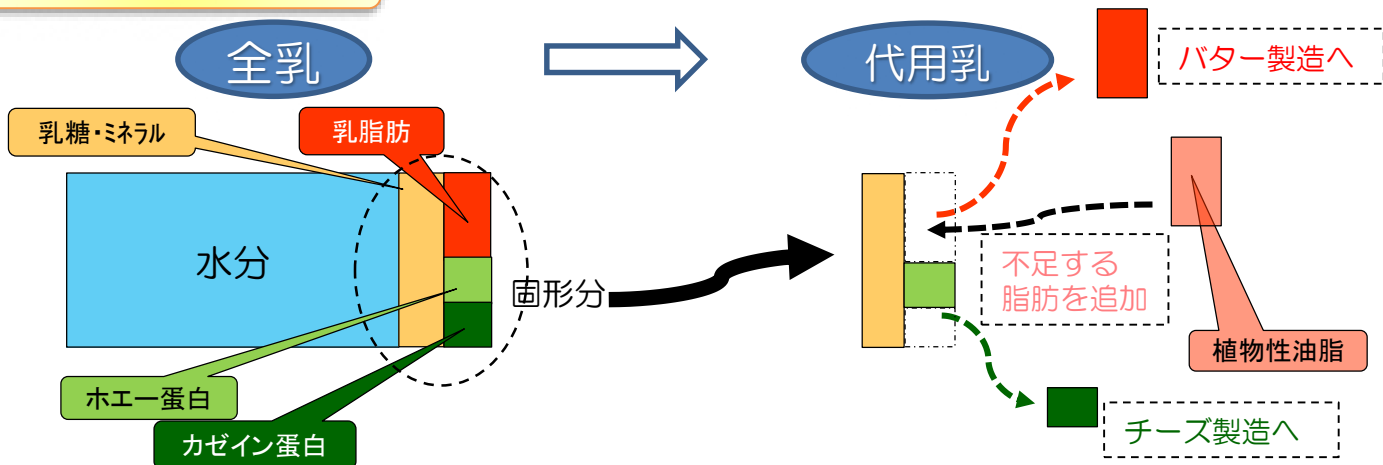 全乳
代用乳
バター製造へ
乳糖・ミネラル
乳脂肪
水分
固形分
不足する
脂肪を追加
植物性油脂
ホエー蛋白
カゼイン蛋白
チーズ製造へ